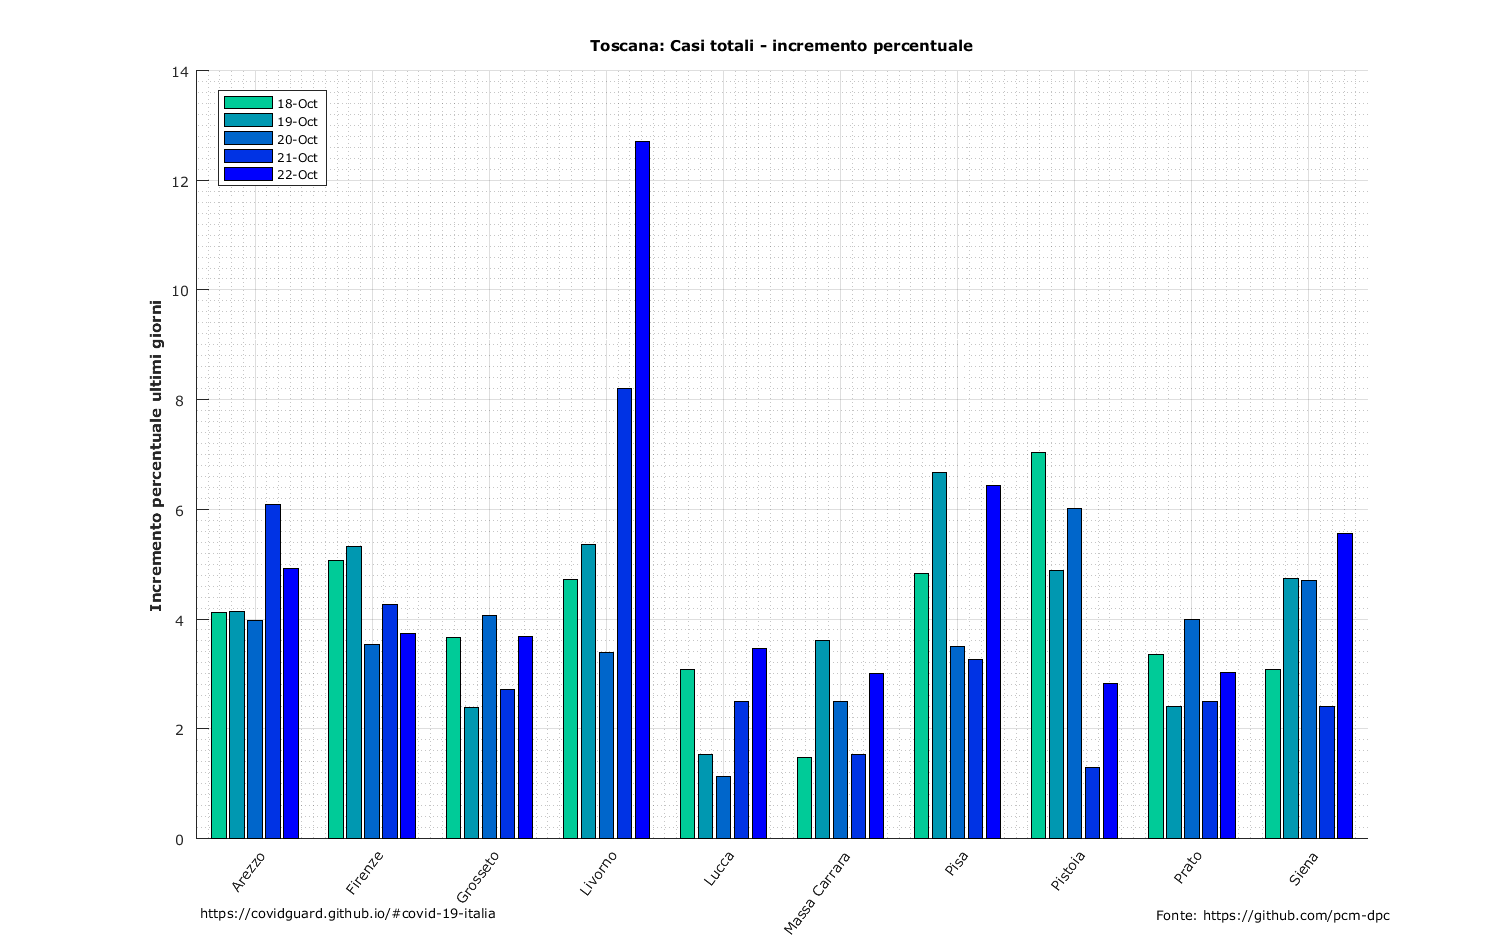 Toscana: Casi totali - incremento percentuale
14
12
10
8
6
4
2
0
Incremento percentuale ultimi giorni
18-Oct
19-Oct
20-Oct
21-Oct
22-Oct
Arezzo
Firenze
Grosseto
Livorno
Lucca
Massa Carrara
Pisa
Pistoia
Prato
Siena
https://covidguard.github.io/#covid-19-italia
Fonte: https://github.com/pcm-dpc